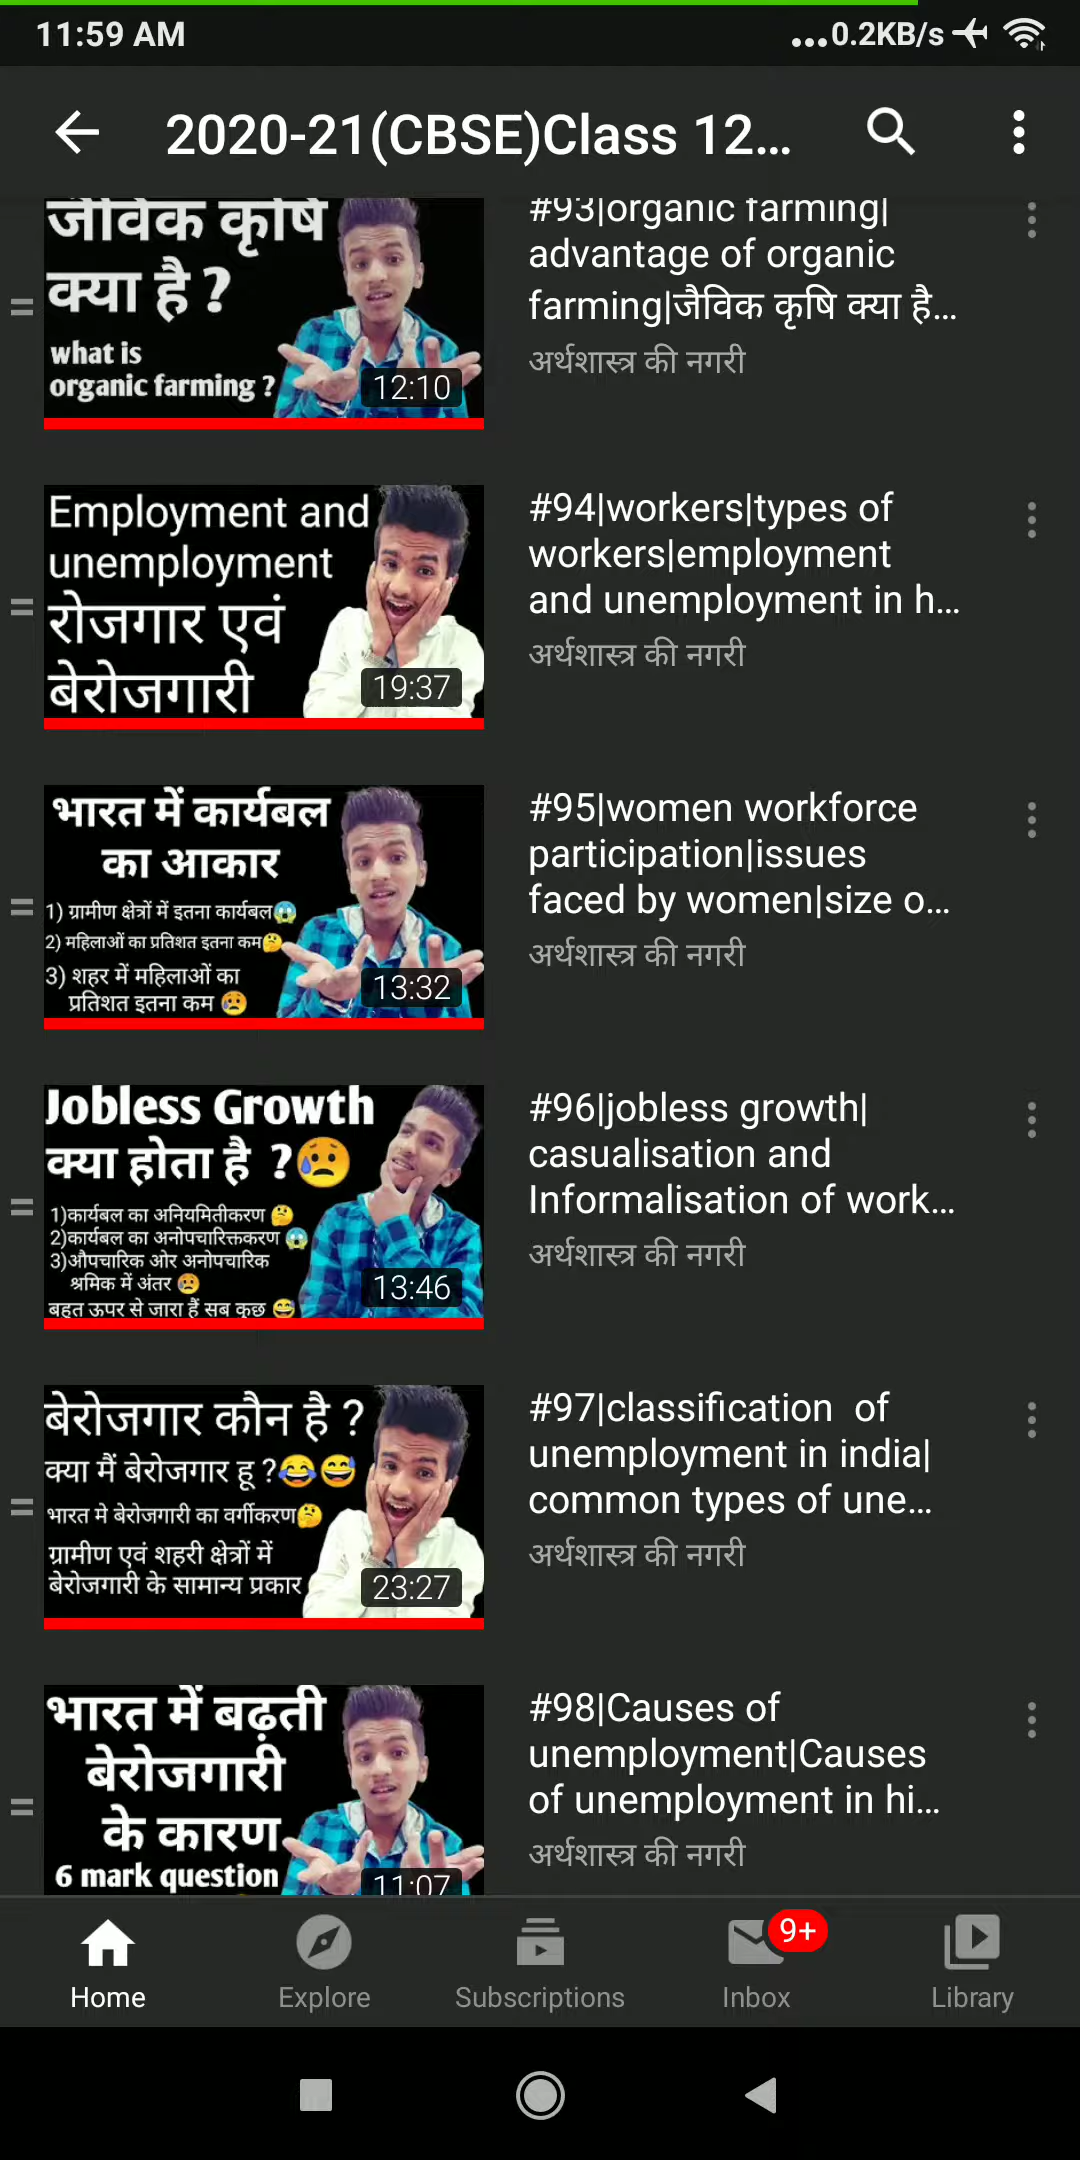 11:59 AM
...0.2KB/s
2020-21(CBSE)Class 12...
जैविक कृषि
क्या है ?
what is
organic farming ?
12:10
#93|organic farming|
advantage of organic
farming|जैविक कृषि क्या है...
अर्थशास्त्र की नगरी
Employment and
unemployment
रोजगार एवं
बेरोजगारी
19:37
#94|workers|types of
workers|employment
and unemployment in h...
अर्थशास्त्र की नगरी
भारत में कार्यबल
का आकार
1) ग्रामीण क्षेत्रों में इतना कार्यबल😱
2) महिलाओं का प्रतिशत इतना कम🤔
3) शहर में महिलाओं का
प्रतिशत इतना कम 😥
13:32
#95|women workforce
participation|issues
faced by women|size o...
अर्थशास्त्र की नगरी
Jobless Growth
क्या होता है ?😥
1)कार्यबल का अनियमितीकरण 🤔
2)कार्यबल का अनोपचारिक्तकरण 😱
3)औपचारिक ओर अनोपचारिक
श्रमिक में अंतर 😥
बहुत ऊपर से जारा हैं सब कुछ 😅
13:46
#96|jobless growth|
casualisation and
Informalisation of work...
अर्थशास्त्र की नगरी
बेरोजगार कौन है ?
क्या मैं बेरोजगार हू ?😂😅
भारत मे बेरोजगारी का वर्गीकरण🤔
ग्रामीण एवं शहरी क्षेत्रों में
बेरोजगारी के सामान्य प्रकार
23:27
#97|classification of
unemployment in india|
common types of une...
अर्थशास्त्र की नगरी
भारत में बढ़ती
बेरोजगारी
के कारण
6 mark question
11:07
#98|Causes of
unemployment|Causes
of unemployment in hi...
अर्थशास्त्र की नगरी
9+
Home
Explore
Subscriptions
Inbox
Library